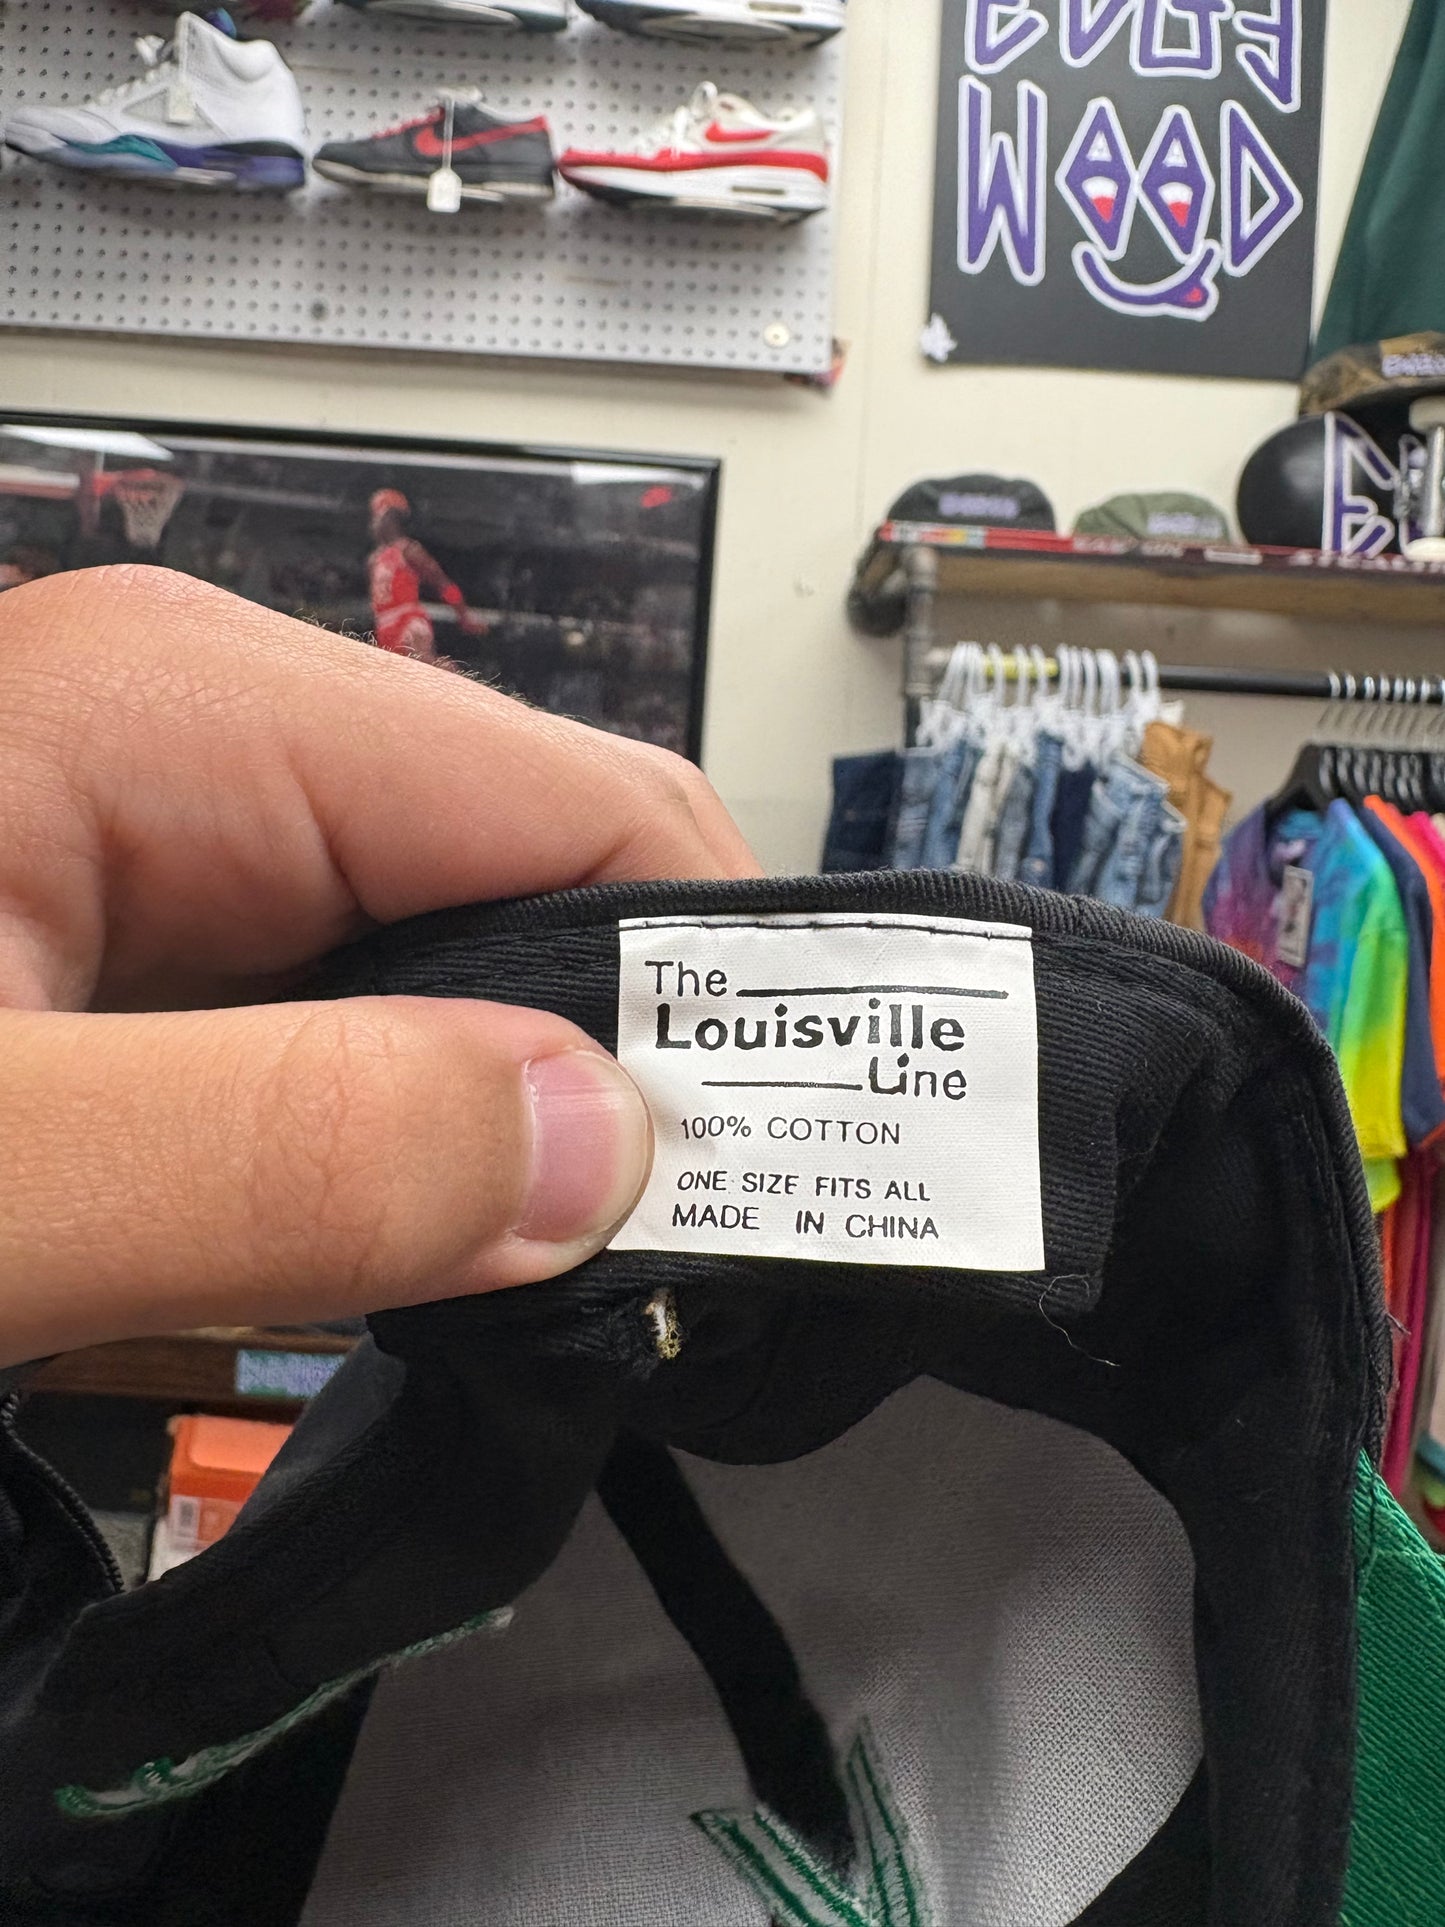 EDGE
WOOD
The
Louisville
Line
100% COTTON
ONE SIZE FITS ALL
MADE IN CHINA